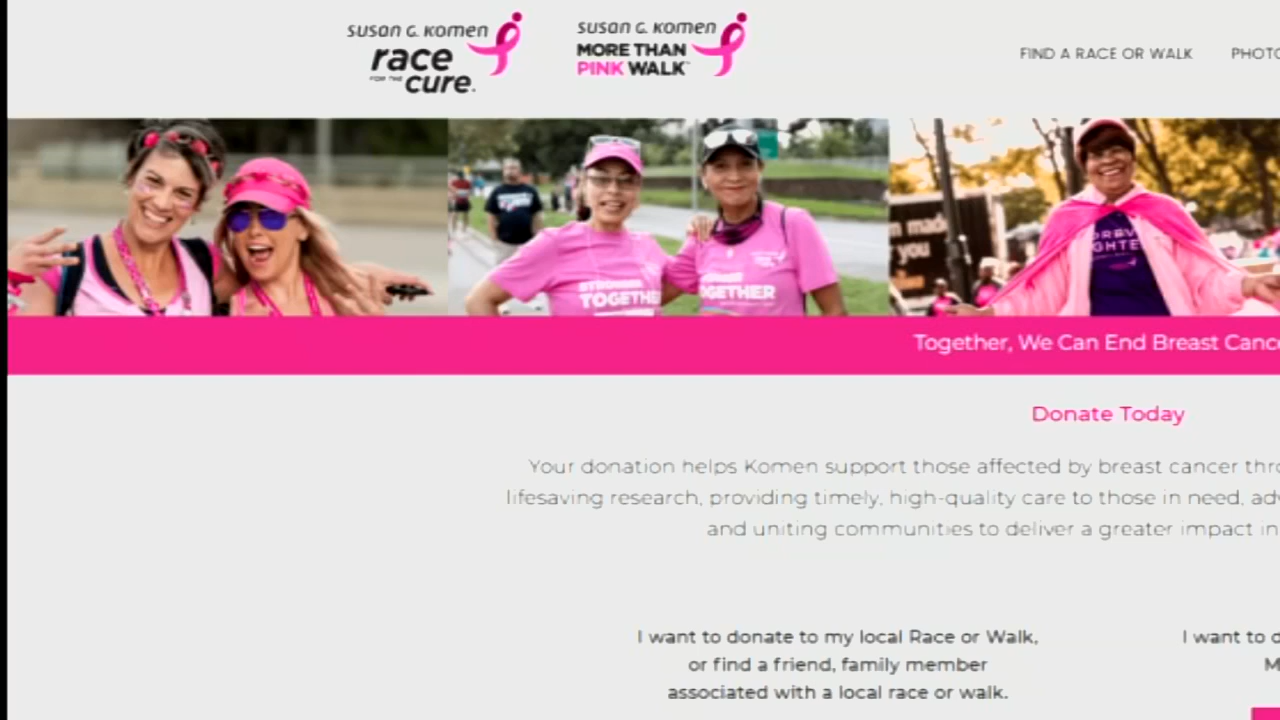 susan G. Komen
race
FOR THE cure.
susan G. Komen
MORE THAN
PINK WALK
FIND A RACE OR WALK
made
you
STRONGER
TOGETHER
TOGETHER
Together, We Can End Breast
Donate Today
Your donation helps Komen support those affected by breast cancer
lifesaving research, providing timely, high-quality care to those in need,
and uniting communities to deliver a greater impact in
I want to donate to my local Race or Walk,
or find a friend, family member
associated with a local race or walk.
I want to